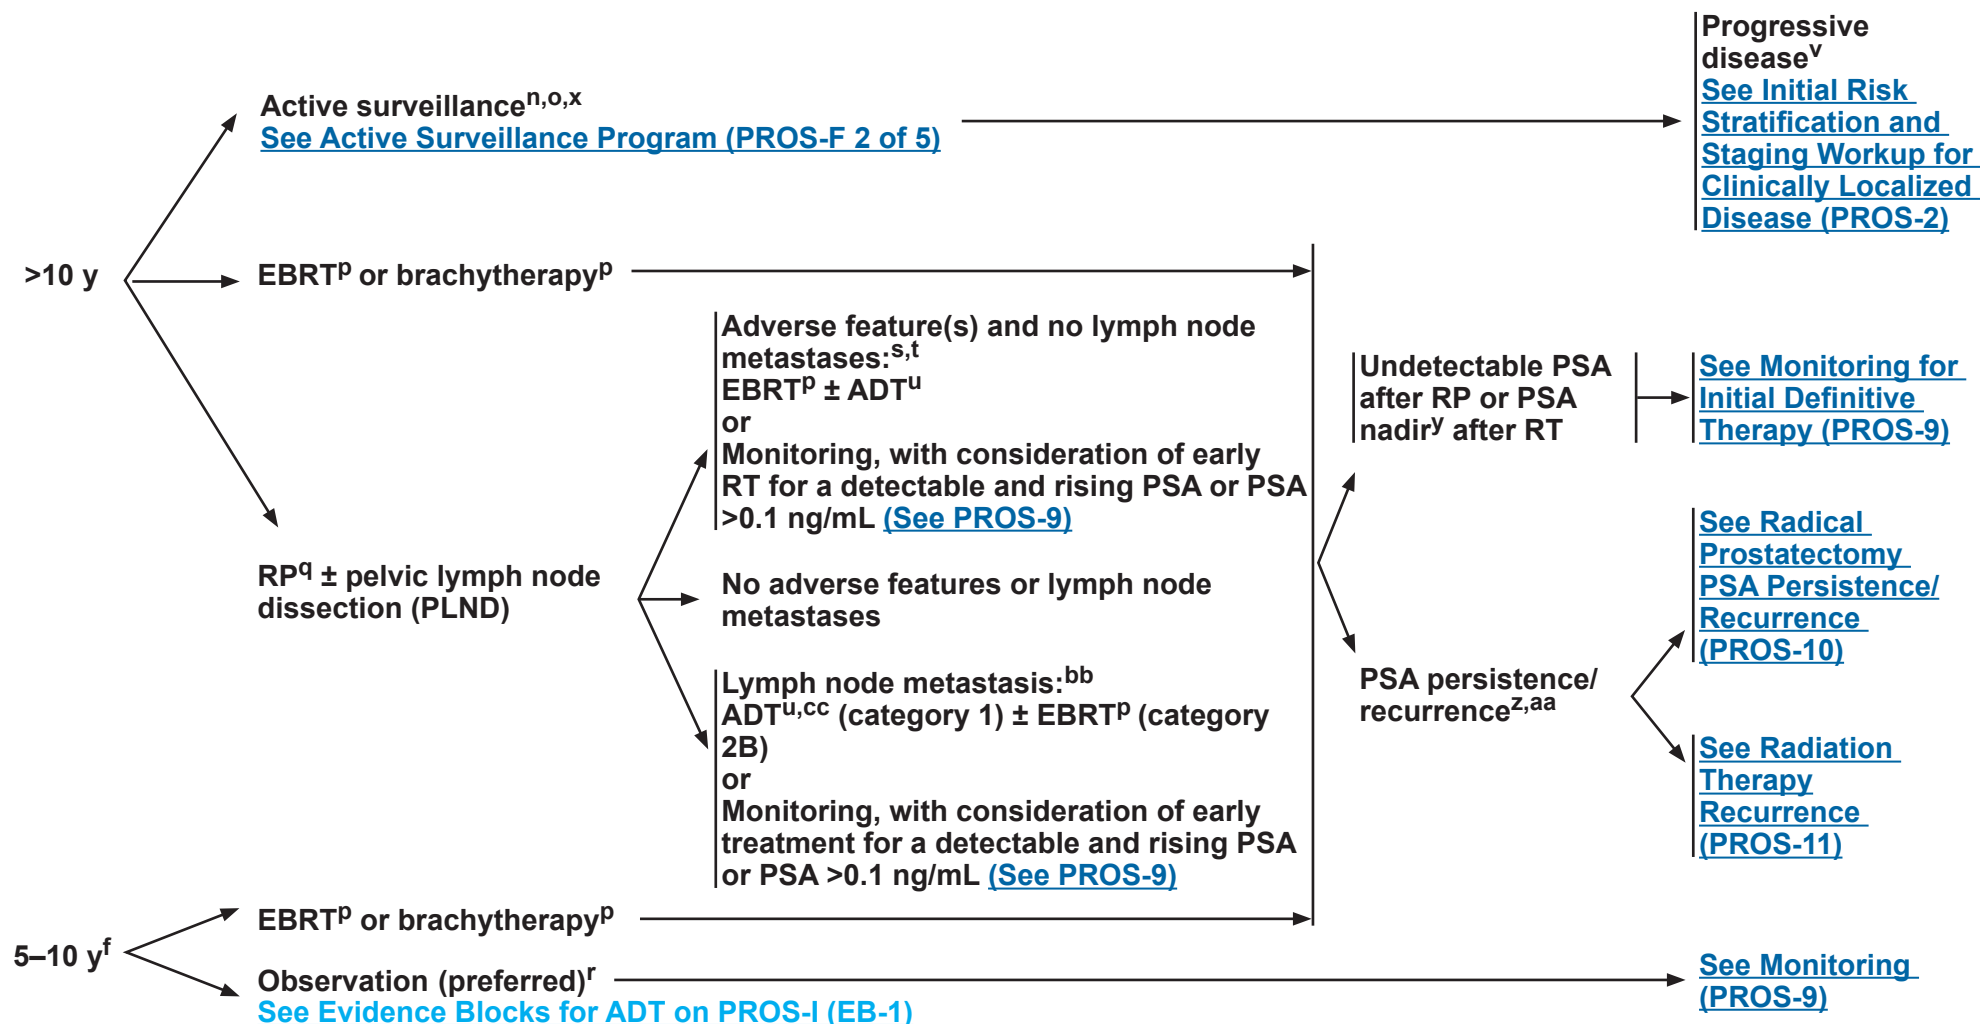 Progressive
disease^v
See Initial Risk
Stratification and
Staging Workup for
Clinically Localized
Disease (PROS-2)
Active surveillance^n,o,x
See Active Surveillance Program (PROS-F 2 of 5)
>10 y
EBRT^p or brachytherapy^p
Adverse feature(s) and no lymph node
metastases:^s,t
EBRT^p ± ADT^u
or
Monitoring, with consideration of early
RT for a detectable and rising PSA or PSA
>0.1 ng/mL (See PROS-9)
Undetectable PSA
after RP or PSA
nadir^y after RT
See Monitoring for
Initial Definitive
Therapy (PROS-9)
RP^q ± pelvic lymph node
dissection (PLND)
No adverse features or lymph node
metastases
See Radical
Prostatectomy
PSA Persistence/
Recurrence
(PROS-10)
Lymph node metastasis:^bb
ADT^u,cc (category 1) ± EBRT^p (category
2B)
or
Monitoring, with consideration of early
treatment for a detectable and rising PSA
or PSA >0.1 ng/mL (See PROS-9)
PSA persistence/
recurrence^z,aa
See Radiation
Therapy
Recurrence
(PROS-11)
5–10 y^f
EBRT^p or brachytherapy^p
Observation (preferred)^r
See Evidence Blocks for ADT on PROS-I (EB-1)
See Monitoring
(PROS-9)